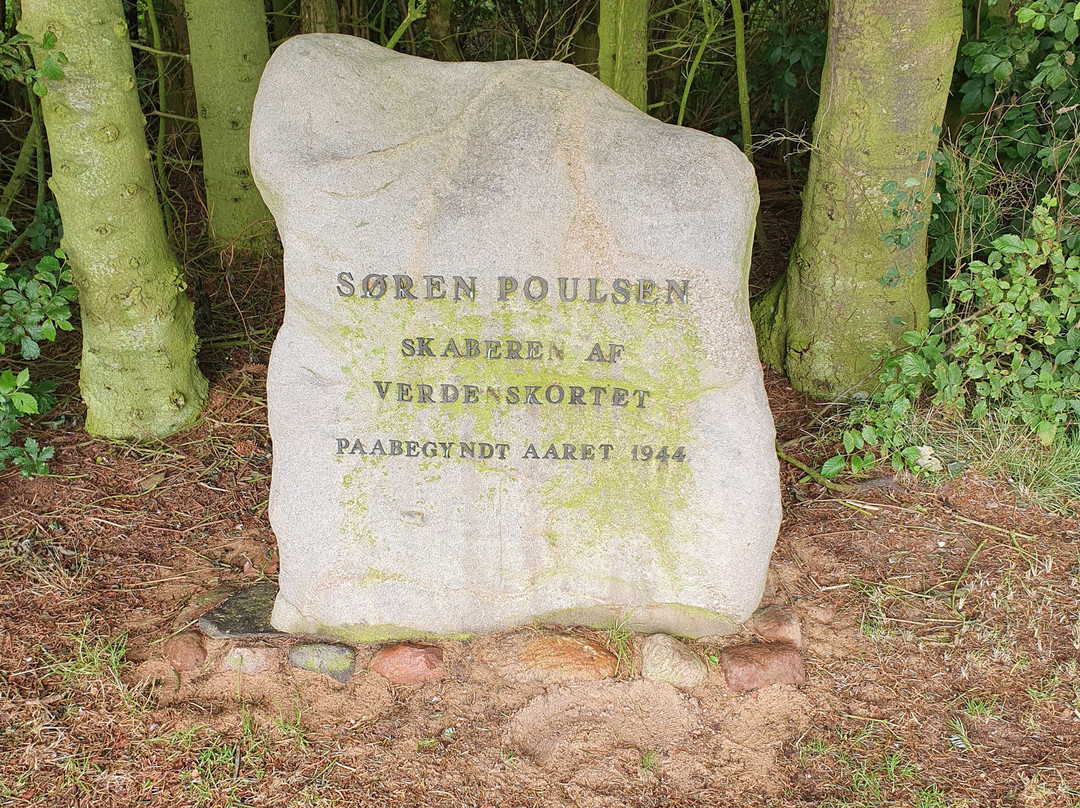 SØREN POULSEN
SKABEREN AF
VERDENSKORTET
PAABEGYNDT AARET 1944.